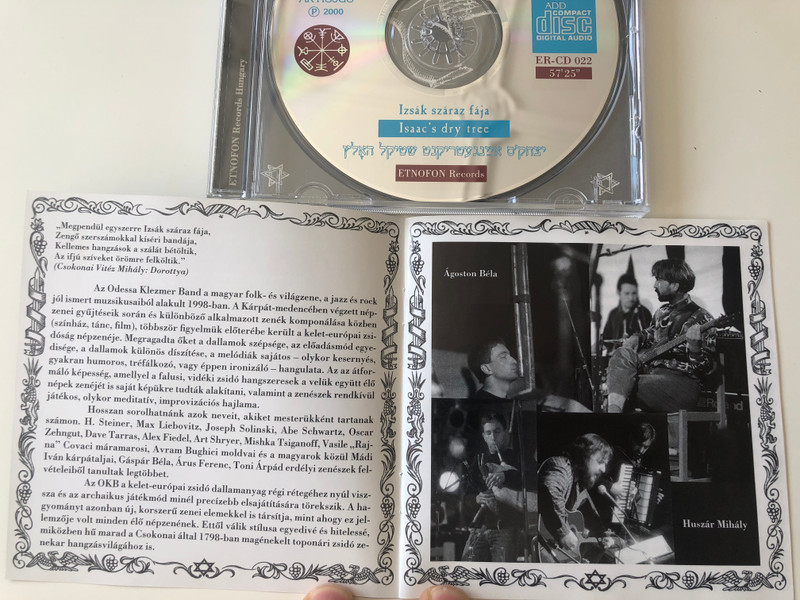 ℗ 2000
ADD
COMPACT
disc
DIGITAL AUDIO
ER-CD 022
57'25"
ETNOFON Records Hungary
Izsák száraz fája
Isaac's dry tree
ETNOFON Records
„Megpendül egyszerre Izsák száraz fája,
Zengő szerszámokkal kíséri bandája,
Kellemes hangzások a szálát bétöltik,
Az ifjú szíveket örömre felköltik.”
(Csokonai Vitéz Mihály: Dorottya)
Az Odessa Klezmer Band a magyar folk- és világzene, a jazz és rock
jól ismert muzsikusaiból alakult 1998-ban. A Kárpát-medencében végzett nép-
zenei gyűjtéseik során és különböző alkalmazott zenék komponálása közben
(színház, tánc, film), többször figyelmük előterébe került a kelet-európai zsi-
dóság népzenéje. Megragadta őket a dallamok szépsége, az előadásmód egye-
disége, a dallamok különös díszítése, a melódiák sajátos – olykor kesernyés,
gyakran humoros, tréfálkozó, vagy éppen ironizáló – hangulata. Az az átfor-
máló képesség, amellyel a falusi, vidéki zsidó hangszeresek a velük együtt élő
népek zenéjét is saját képükre tudták alakítani, valamint a zenészek rendkívül
játékos, olykor meditatív, improvizációs hajlama.
Hosszan sorolhatnánk azok neveit, akiket mesterükként tartanak
számon. H. Steiner, Max Liebovitz, Joseph Solinski, Abe Schwartz, Oscar
Zehngut, Dave Tarras, Alex Fiedel, Art Shryer, Mishka Tsiganoff, Vasile „Raj-
na” Covaci máramarosi, Avram Bughici moldvai és a magyarok közül Mádi
Iván kárpátaljai, Gáspár Béla, Árus Ferenc, Toni Árpád erdélyi zenészek fel-
vételeiből tanultak legtöbbet.
Az OKB a kelet-európai zsidó dallamanyag régi rétegéhez nyúl visz-
sza és az archaikus játékmód minél precízebb elsajátítására törekszik. A ha-
gyományt azonban új, korszerű zenei elemekkel is társítja, mint ahogy ez jel-
lemzője volt minden élő népzenének. Ettől válik stílusa egyedivé és hitelessé,
miközben hű marad a Csokonai által 1798-ban magénekelt toponári zsidó ze-
nekar hangzásvilágához is.
Ágoston Béla
Huszár Mihály